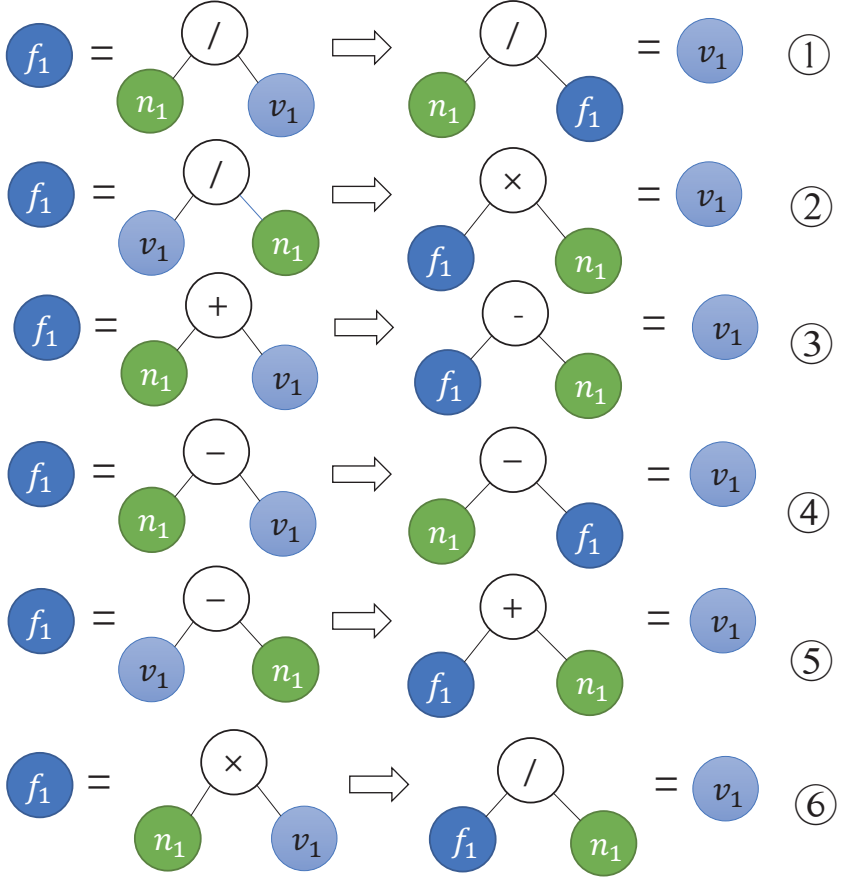 f₁ = / n₁ v₁ ⇨ / n₁ f₁ = v₁ ①
f₁ = / v₁ n₁ ⇨ × f₁ n₁ = v₁ ②
f₁ = + n₁ v₁ ⇨ - f₁ n₁ = v₁ ③
f₁ = − n₁ v₁ ⇨ − n₁ f₁ = v₁ ④
f₁ = − v₁ n₁ ⇨ + f₁ n₁ = v₁ ⑤
f₁ = × n₁ v₁ ⇨ / f₁ n₁ = v₁ ⑥